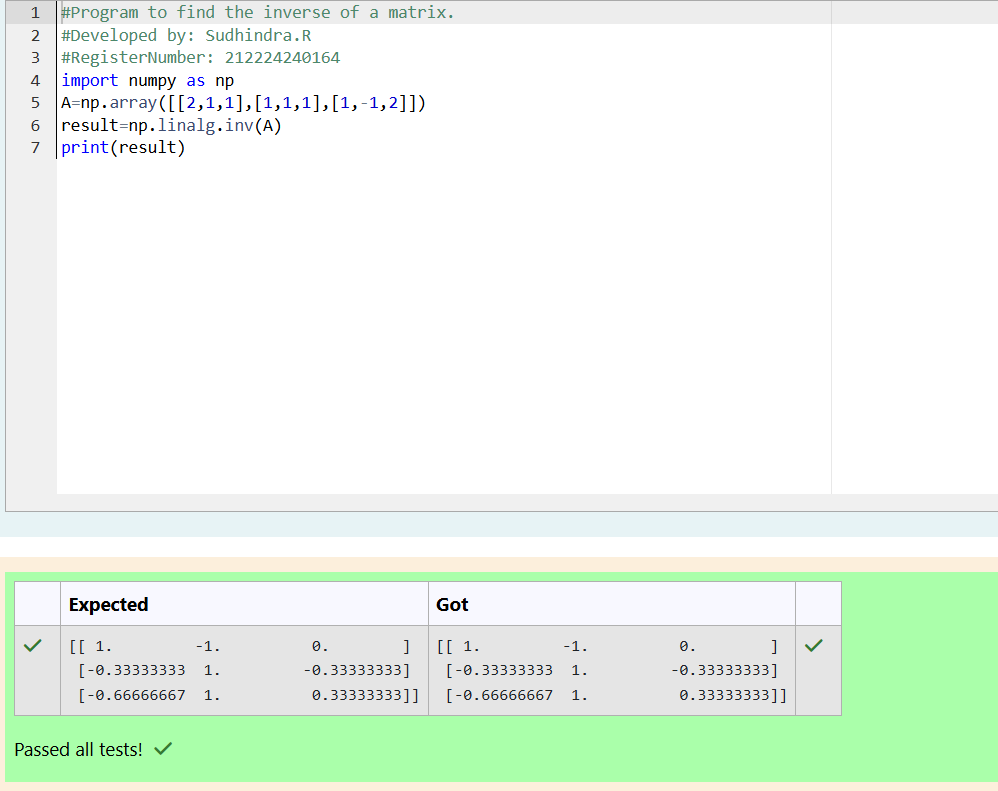 1 #Program to find the inverse of a matrix.
2 #Developed by: Sudhindra.R
3 #RegisterNumber: 212224240164
4 import numpy as np
5 A=np.array([[2,1,1],[1,1,1],[1,-1,2]])
6 result=np.linalg.inv(A)
7 print(result)
Expected Got
[[ 1. -1. 0. ] [[ 1. -1. 0. ]
[-0.33333333 1. -0.33333333] [-0.33333333 1. -0.33333333]
[-0.66666667 1. 0.33333333]] [-0.66666667 1. 0.33333333]]
Passed all tests!